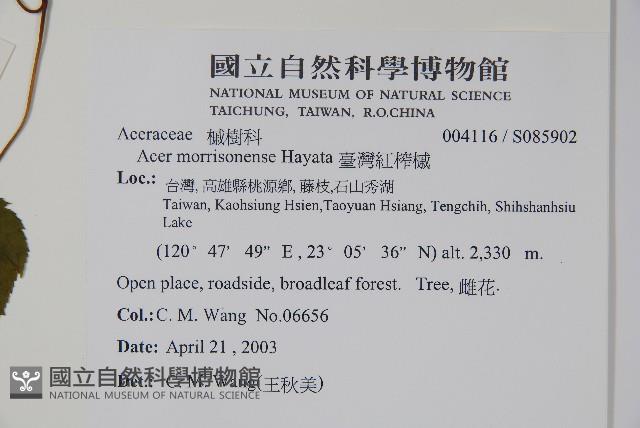 國立自然科學博物館
NATIONAL MUSEUM OF NATURAL SCIENCE
TAICHUNG, TAIWAN, R.O.CHINA
Aceraceae 槭樹科 004116 / S085902
Acer morrisonense Hayata 臺灣紅榨槭
Loc.: 台灣, 高雄縣桃源鄉, 藤枝,石山秀湖
Taiwan, Kaohsiung Hsien,Taoyuan Hsiang, Tengchih, Shihshanhsiu
Lake
(120° 47' 49" E , 23° 05' 36" N) alt. 2,330 m.
Open place, roadside, broadleaf forest. Tree, 雌花.
Col.: C. M. Wang No.06656
Date: April 21 , 2003
Det.: C. M. Wang(王秋美)
國立自然科學博物館
NATIONAL MUSEUM OF NATURAL SCIENCE